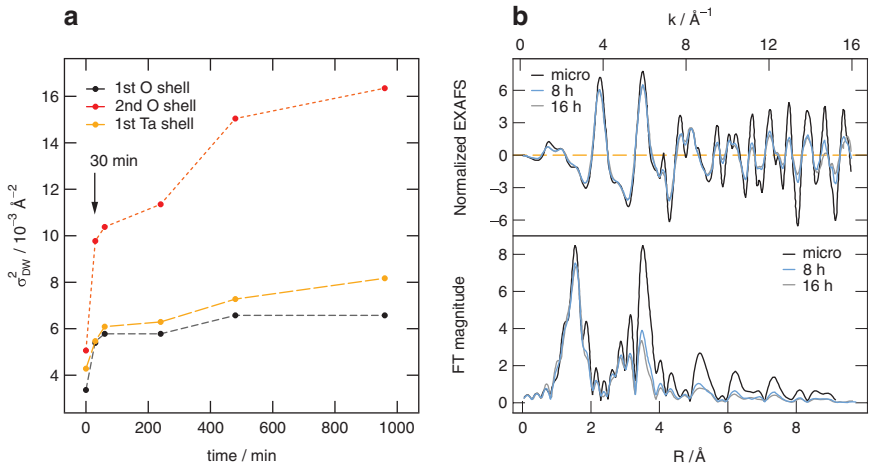 a
σ²DW / 10⁻³ Å⁻²
16
14
12
10
8
6
4
1st O shell
2nd O shell
1st Ta shell
30 min
0 200 400 600 800 1000
time / min
b
k / Å⁻¹
0 4 8 12 16
Normalized EXAFS
6
3
0
−3
−6
micro
8 h
16 h
FT magnitude
8
6
4
2
0
micro
8 h
16 h
0 2 4 6 8
R / Å